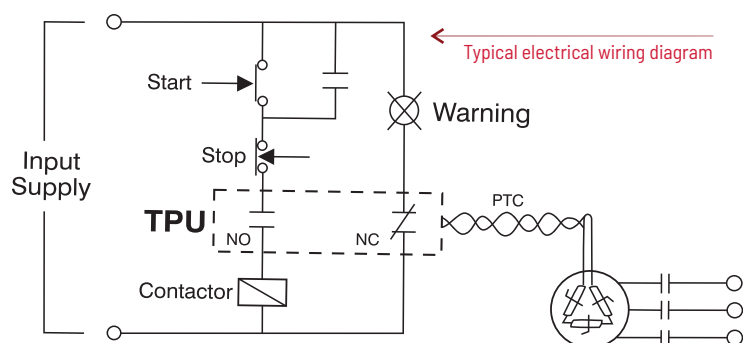 Typical electrical wiring diagram
Start
Warning
Stop
Input
Supply
PTC
TPU
NO
NC
Contactor